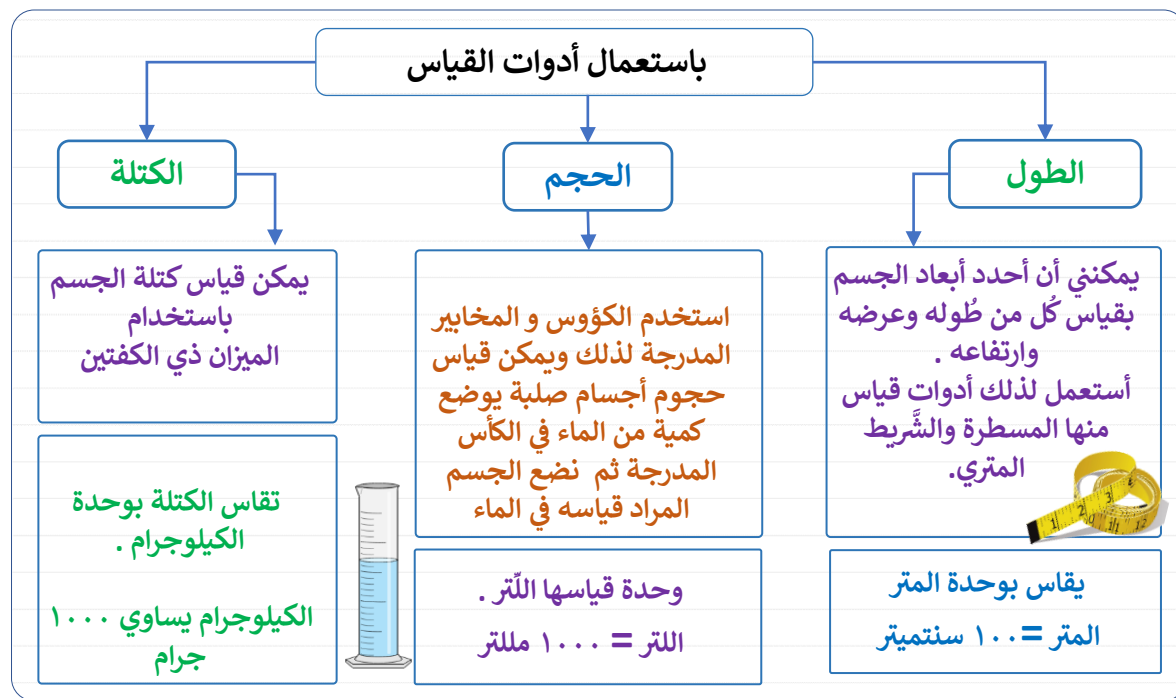 باستعمال أدوات القياس
الطول
يمكنني أن أحدد أبعاد الجسم
بقياس كُل من طُوله وعرضه
وارتفاعه .
أستعمل لذلك أدوات قياس
منها المسطرة والشَّريط
المتري.
يقاس بوحدة المتر
المتر =١٠٠ سنتميتر
الحجم
استخدم الكؤوس و المخابير
المدرجة لذلك ويمكن قياس
حجوم أجسام صلبة يوضع
كمية من الماء في الكأس
المدرجة ثم نضع الجسم
المراد قياسه في الماء
وحدة قياسها اللّتر .
اللتر = ١٠٠٠ مللتر
الكتلة
يمكن قياس كتلة الجسم
باستخدام
الميزان ذي الكفتين
تقاس الكتلة بوحدة
الكيلوجرام .
الكيلوجرام يساوي ١٠٠٠
جرام